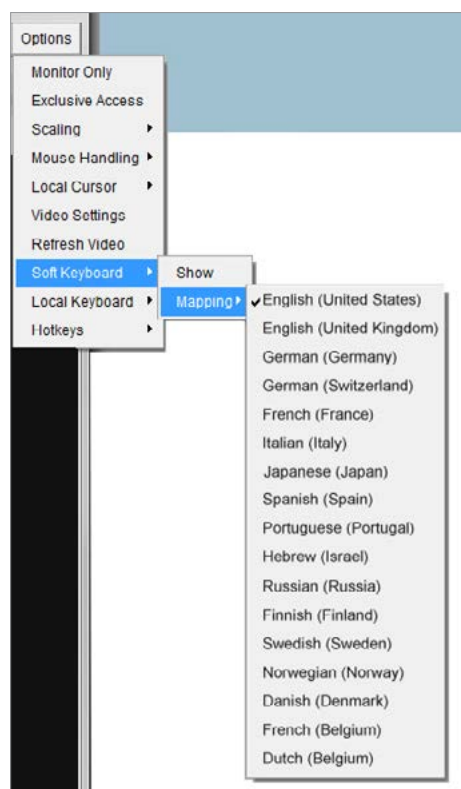 Options
Monitor Only
Exclusive Access
Scaling
Mouse Handling
Local Cursor
Video Settings
Refresh Video
Soft Keyboard
Local Keyboard
Hotkeys
Show
Mapping
English (United States)
English (United Kingdom)
German (Germany)
German (Switzerland)
French (France)
Italian (Italy)
Japanese (Japan)
Spanish (Spain)
Portuguese (Portugal)
Hebrew (Israel)
Russian (Russia)
Finnish (Finland)
Swedish (Sweden)
Norwegian (Norway)
Danish (Denmark)
French (Belgium)
Dutch (Belgium)